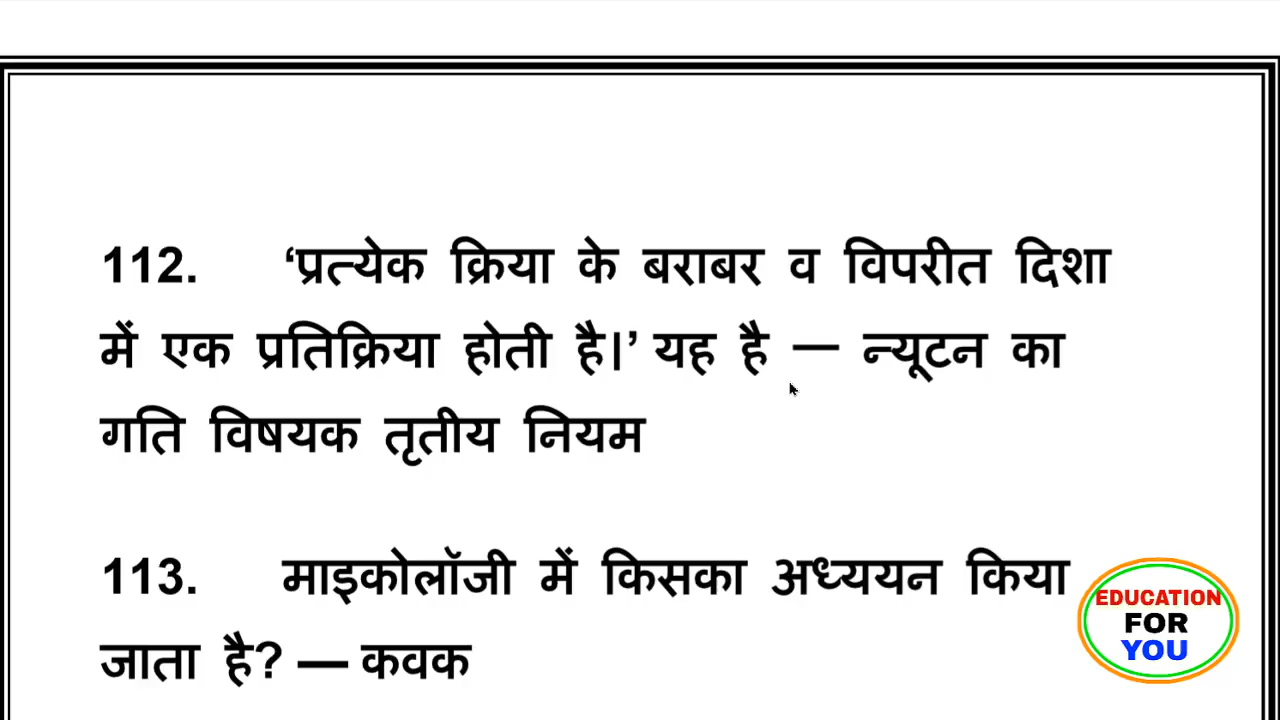 112. ‘प्रत्येक क्रिया के बराबर व विपरीत दिशा
में एक प्रतिक्रिया होती है।’ यह है — न्यूटन का
गति विषयक तृतीय नियम
113. माइकोलॉजी में किसका अध्ययन किया
जाता है? — कवक
EDUCATION
FOR
YOU